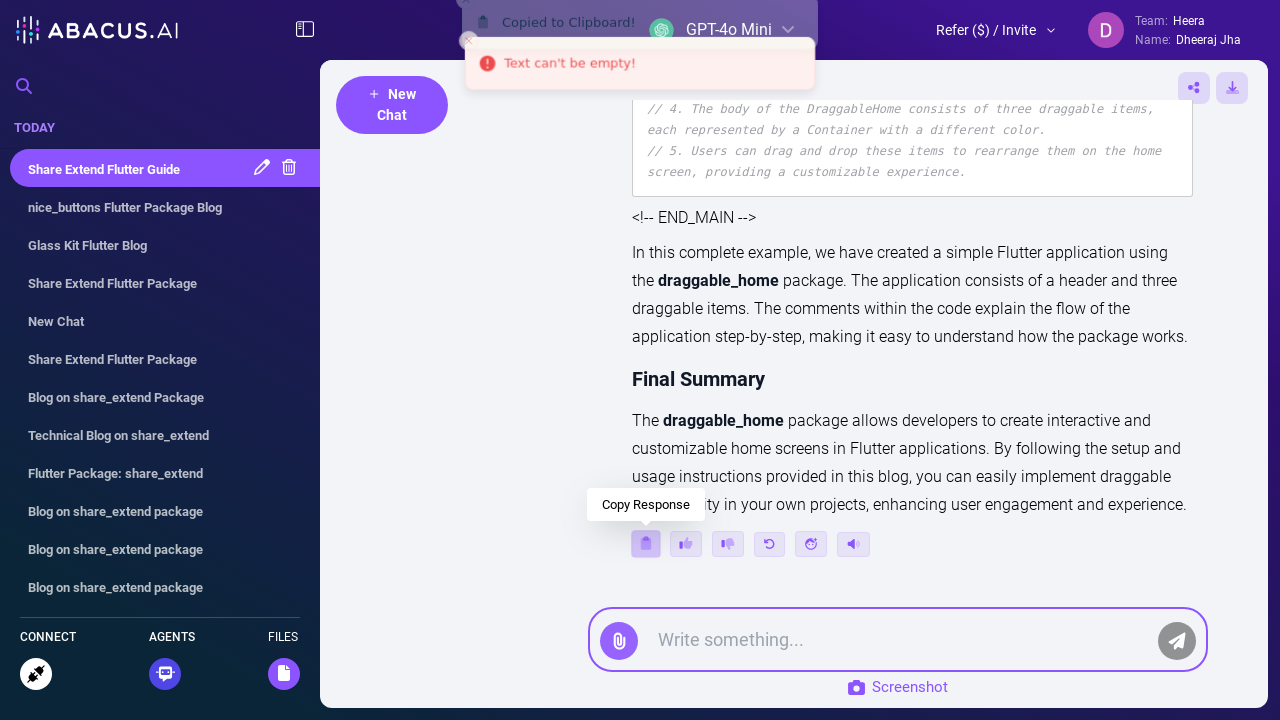 ABACUS.AI
Copied to Clipboard!
GPT-4o Mini
Refer ($) / Invite
D
Team: Heera
Name: Dheeraj Jha
Text can't be empty!
+ New Chat
TODAY
Share Extend Flutter Guide
nice_buttons Flutter Package Blog
Glass Kit Flutter Blog
Share Extend Flutter Package
New Chat
Share Extend Flutter Package
Blog on share_extend Package
Technical Blog on share_extend
Flutter Package: share_extend
Blog on share_extend package
Blog on share_extend package
Blog on share_extend package
CONNECT
AGENTS
FILES
// 4. The body of the DraggableHome consists of three draggable items,
each represented by a Container with a different color.
// 5. Users can drag and drop these items to rearrange them on the home
screen, providing a customizable experience.
<!-- END_MAIN -->
In this complete example, we have created a simple Flutter application using
the draggable_home package. The application consists of a header and three
draggable items. The comments within the code explain the flow of the
application step-by-step, making it easy to understand how the package works.
Final Summary
The draggable_home package allows developers to create interactive and
customizable home screens in Flutter applications. By following the setup and
usage instructions provided in this blog, you can easily implement draggable
in your own projects, enhancing user engagement and experience.
Copy Response
Write something...
Screenshot